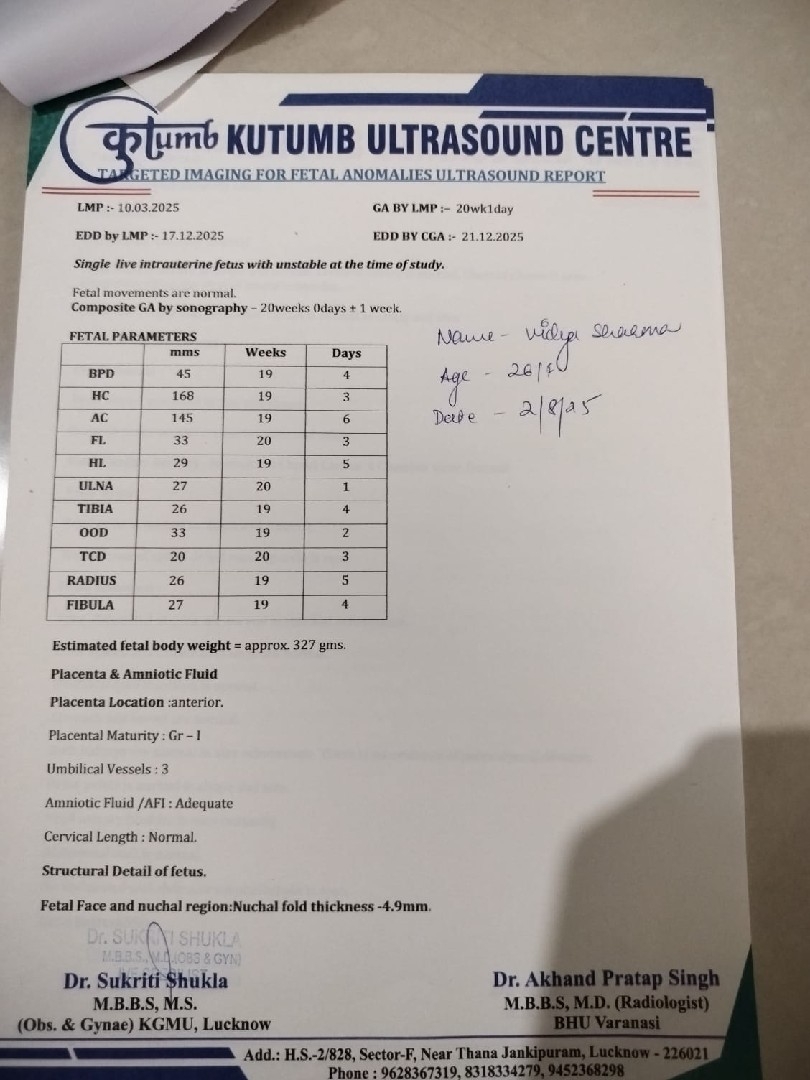 कुtumb KUTUMB ULTRASOUND CENTRE
TARGETED IMAGING FOR FETAL ANOMALIES ULTRASOUND REPORT
LMP :- 10.03.2025 GA BY LMP :- 20wk1day
EDD by LMP :- 17.12.2025 EDD BY CGA :- 21.12.2025
Single live intrauterine fetus with unstable at the time of study.
Fetal movements are normal.
Composite GA by sonography – 20weeks 0days ± 1 week.
Name - Vidya Sharma
Age - 26/
Date - 2/8/25
FETAL PARAMETERS
mms Weeks Days
BPD 45 19 4
HC 168 19 3
AC 145 19 6
FL 33 20 3
HL 29 19 5
ULNA 27 20 1
TIBIA 26 19 4
OOD 33 19 2
TCD 20 20 3
RADIUS 26 19 5
FIBULA 27 19 4
Estimated fetal body weight = approx. 327 gms.
Placenta & Amniotic Fluid
Placenta Location :anterior.
Placental Maturity : Gr – I
Umbilical Vessels : 3
Amniotic Fluid /AFI : Adequate
Cervical Length : Normal.
Structural Detail of fetus.
Fetal Face and nuchal region:Nuchal fold thickness -4.9mm.
Dr. SUKRITI SHUKLA
M.B.B.S., M.D.(OBS & GYN)
Dr. Sukriti Shukla
M.B.B.S, M.S.
(Obs. & Gynae) KGMU, Lucknow
Dr. Akhand Pratap Singh
M.B.B.S, M.D. (Radiologist)
BHU Varanasi
Add.: H.S.-2/828, Sector-F, Near Thana Jankipuram, Lucknow - 226021
Phone : 9628367319, 8318334279, 9452368298